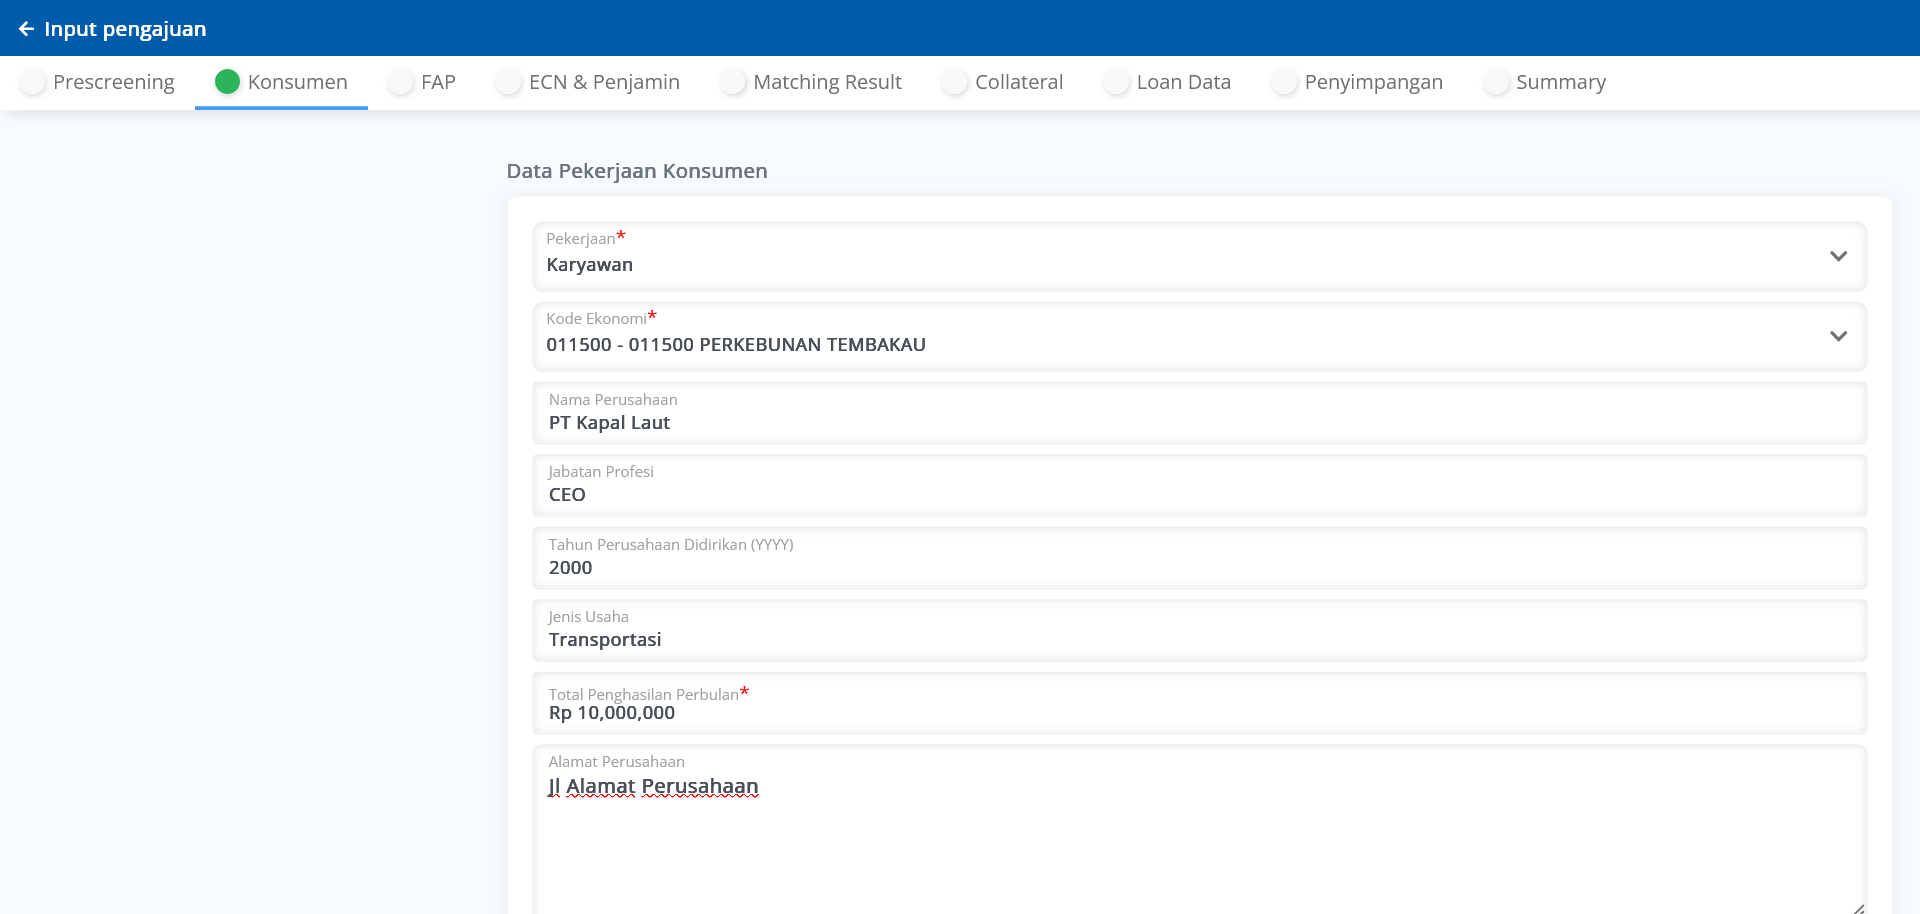 Input pengajuan
Prescreening Konsumen FAP ECN & Penjamin Matching Result Collateral Loan Data Penyimpangan Summary
Data Pekerjaan Konsumen
Pekerjaan*
Karyawan
Kode Ekonomi*
011500 - 011500 PERKEBUNAN TEMBAKAU
Nama Perusahaan
PT Kapal Laut
Jabatan Profesi
CEO
Tahun Perusahaan Didirikan (YYYY)
2000
Jenis Usaha
Transportasi
Total Penghasilan Perbulan*
Rp 10,000,000
Alamat Perusahaan
Jl Alamat Perusahaan